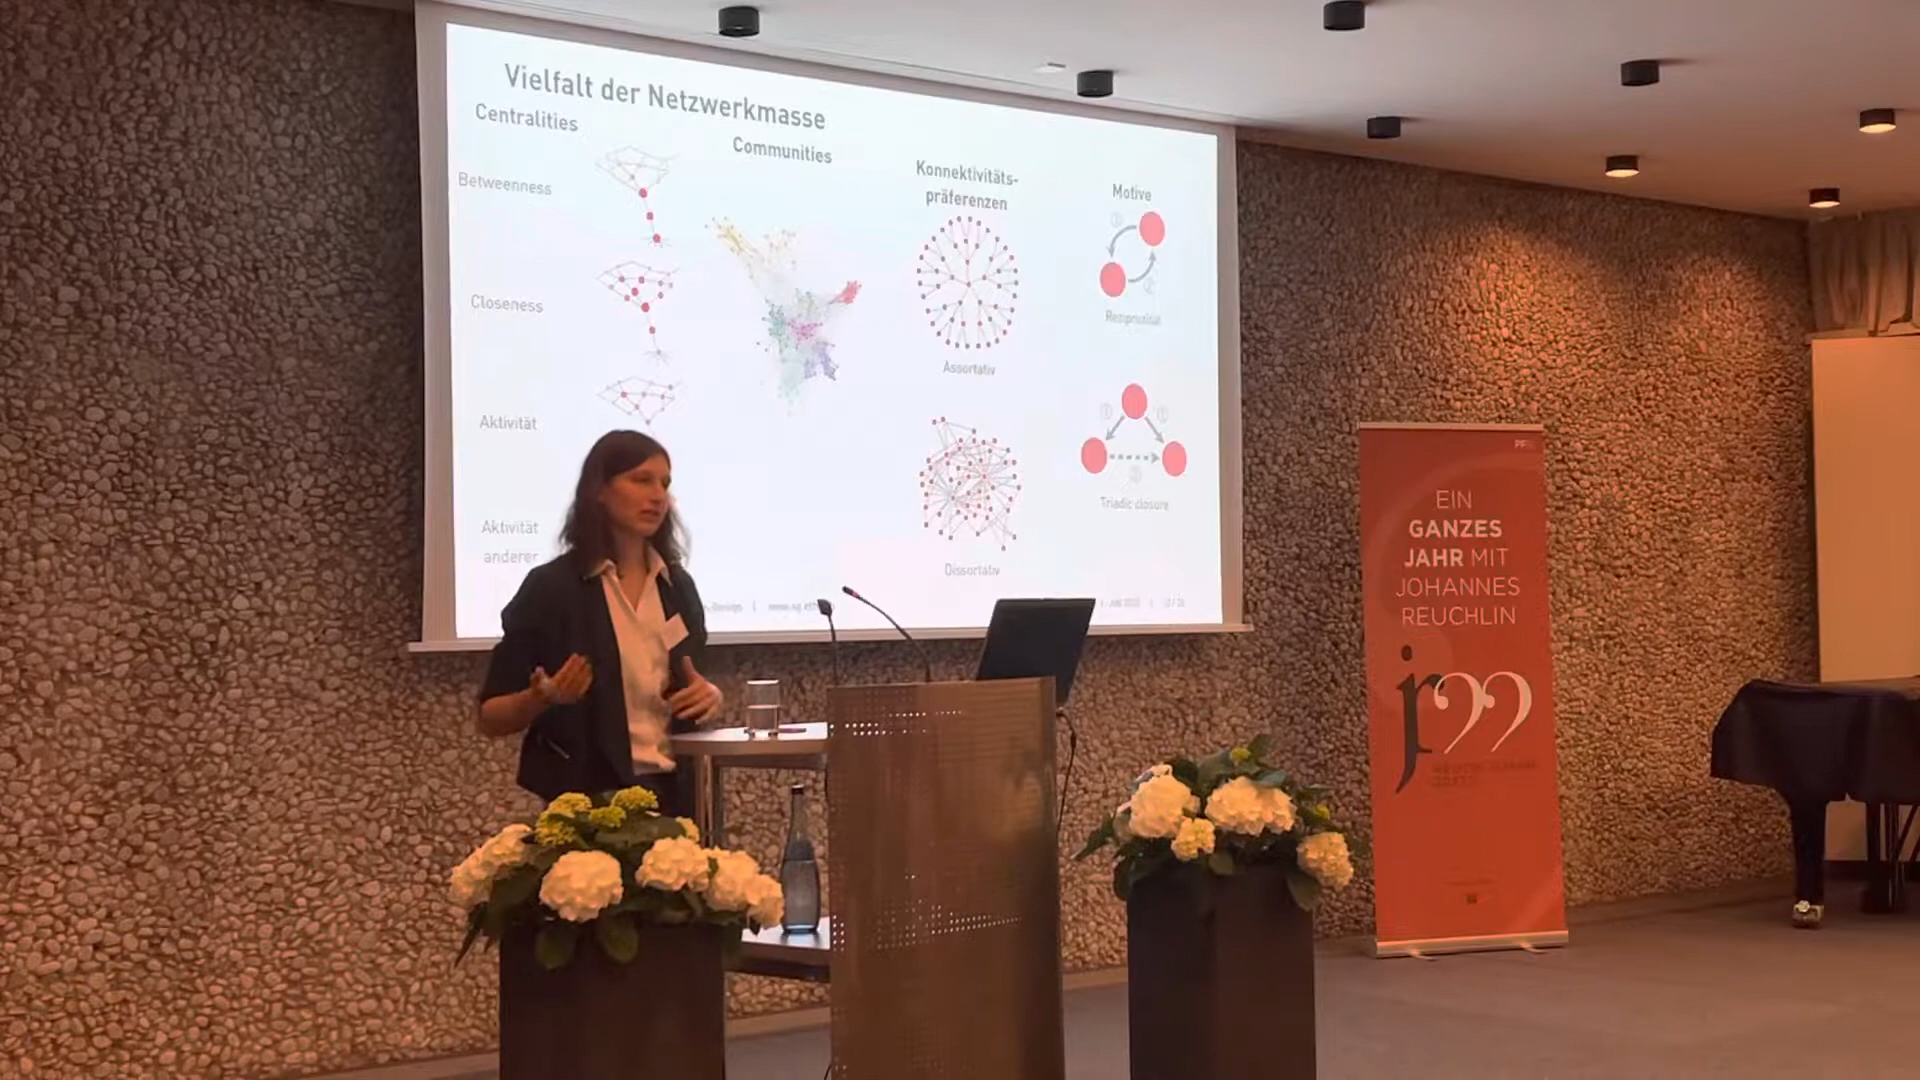 Vielfalt der Netzwerkmasse
Centralities
Communities
Konnektivitäts-
präferenzen
Motive
Betweenness
Closeness
Aktivität
Aktivität
anderer
Assortativ
Dissortativ
Reziprozität
Triadic closure
EIN
GANZES
JAHR MIT
JOHANNES
REUCHLIN